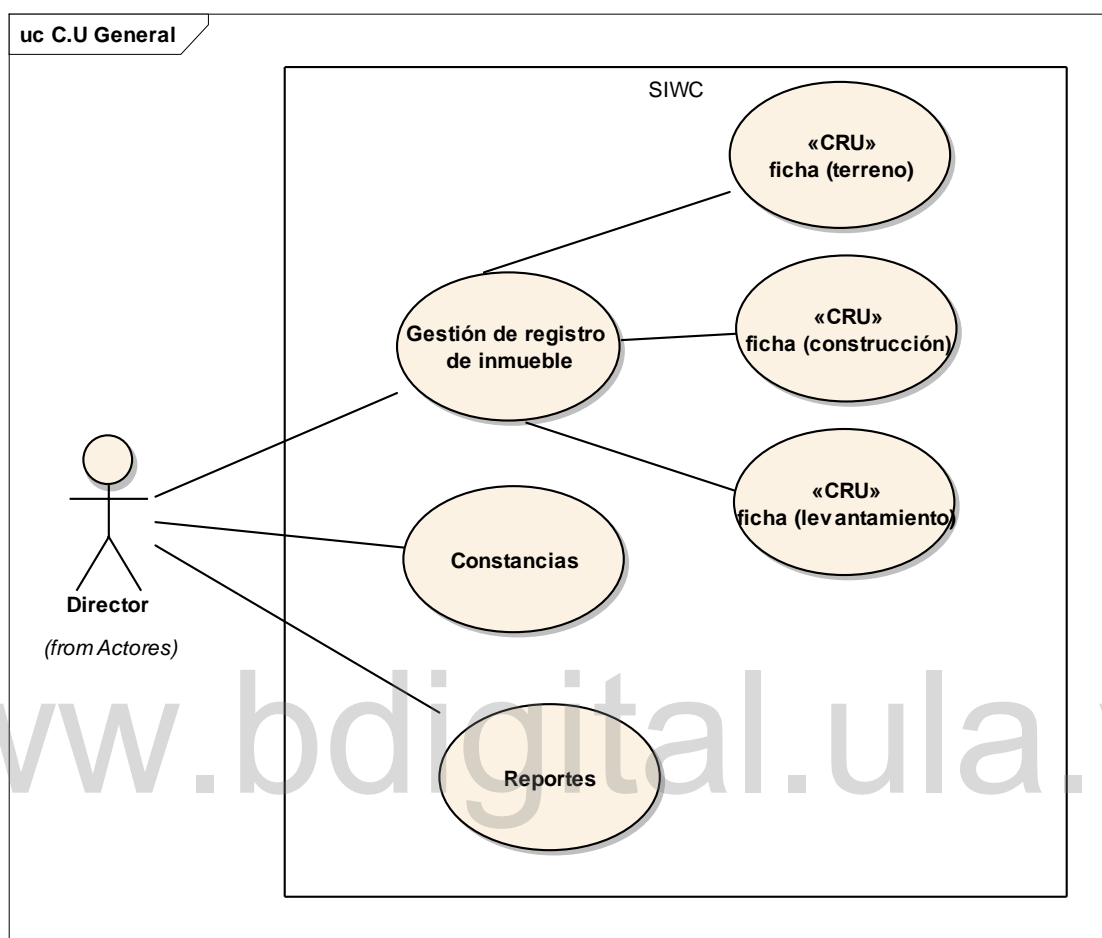 uc C.U General
SIWC
«CRU»
ficha (terreno)
Gestión de registro
de inmueble
«CRU»
ficha (construcción)
«CRU»
ficha (levantamiento)
Constancias
Director
(from Actores)
Reportes
www.bdigital.ula.